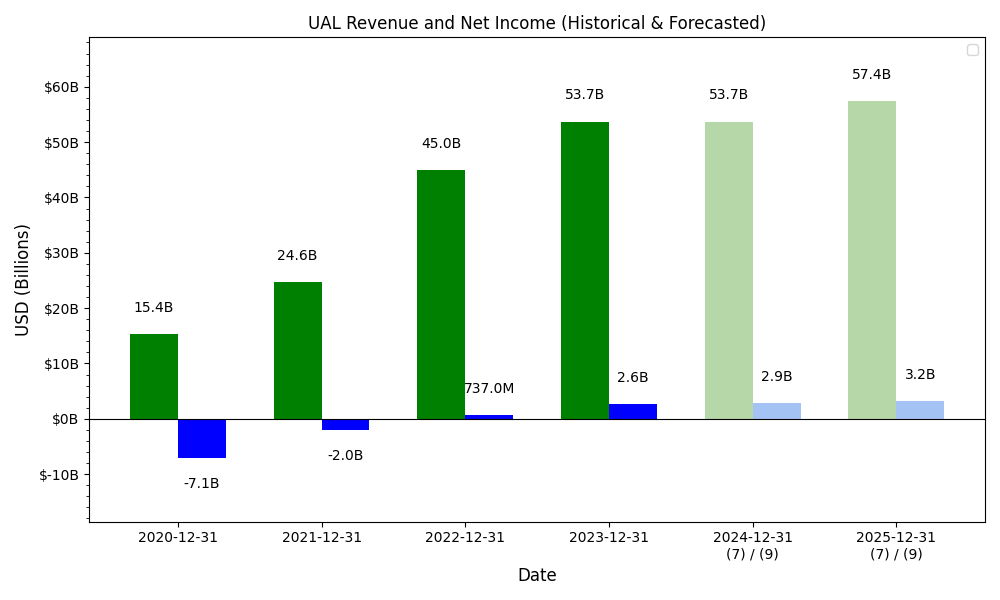 UAL Revenue and Net Income (Historical & Forecasted)
USD (Billions)
$60B
$50B
$40B
$30B
$20B
$10B
$0B
$-10B
15.4B
-7.1B
24.6B
-2.0B
45.0B
737.0M
53.7B
2.6B
53.7B
2.9B
57.4B
3.2B
2020-12-31
2021-12-31
2022-12-31
2023-12-31
2024-12-31
(7) / (9)
2025-12-31
(7) / (9)
Date